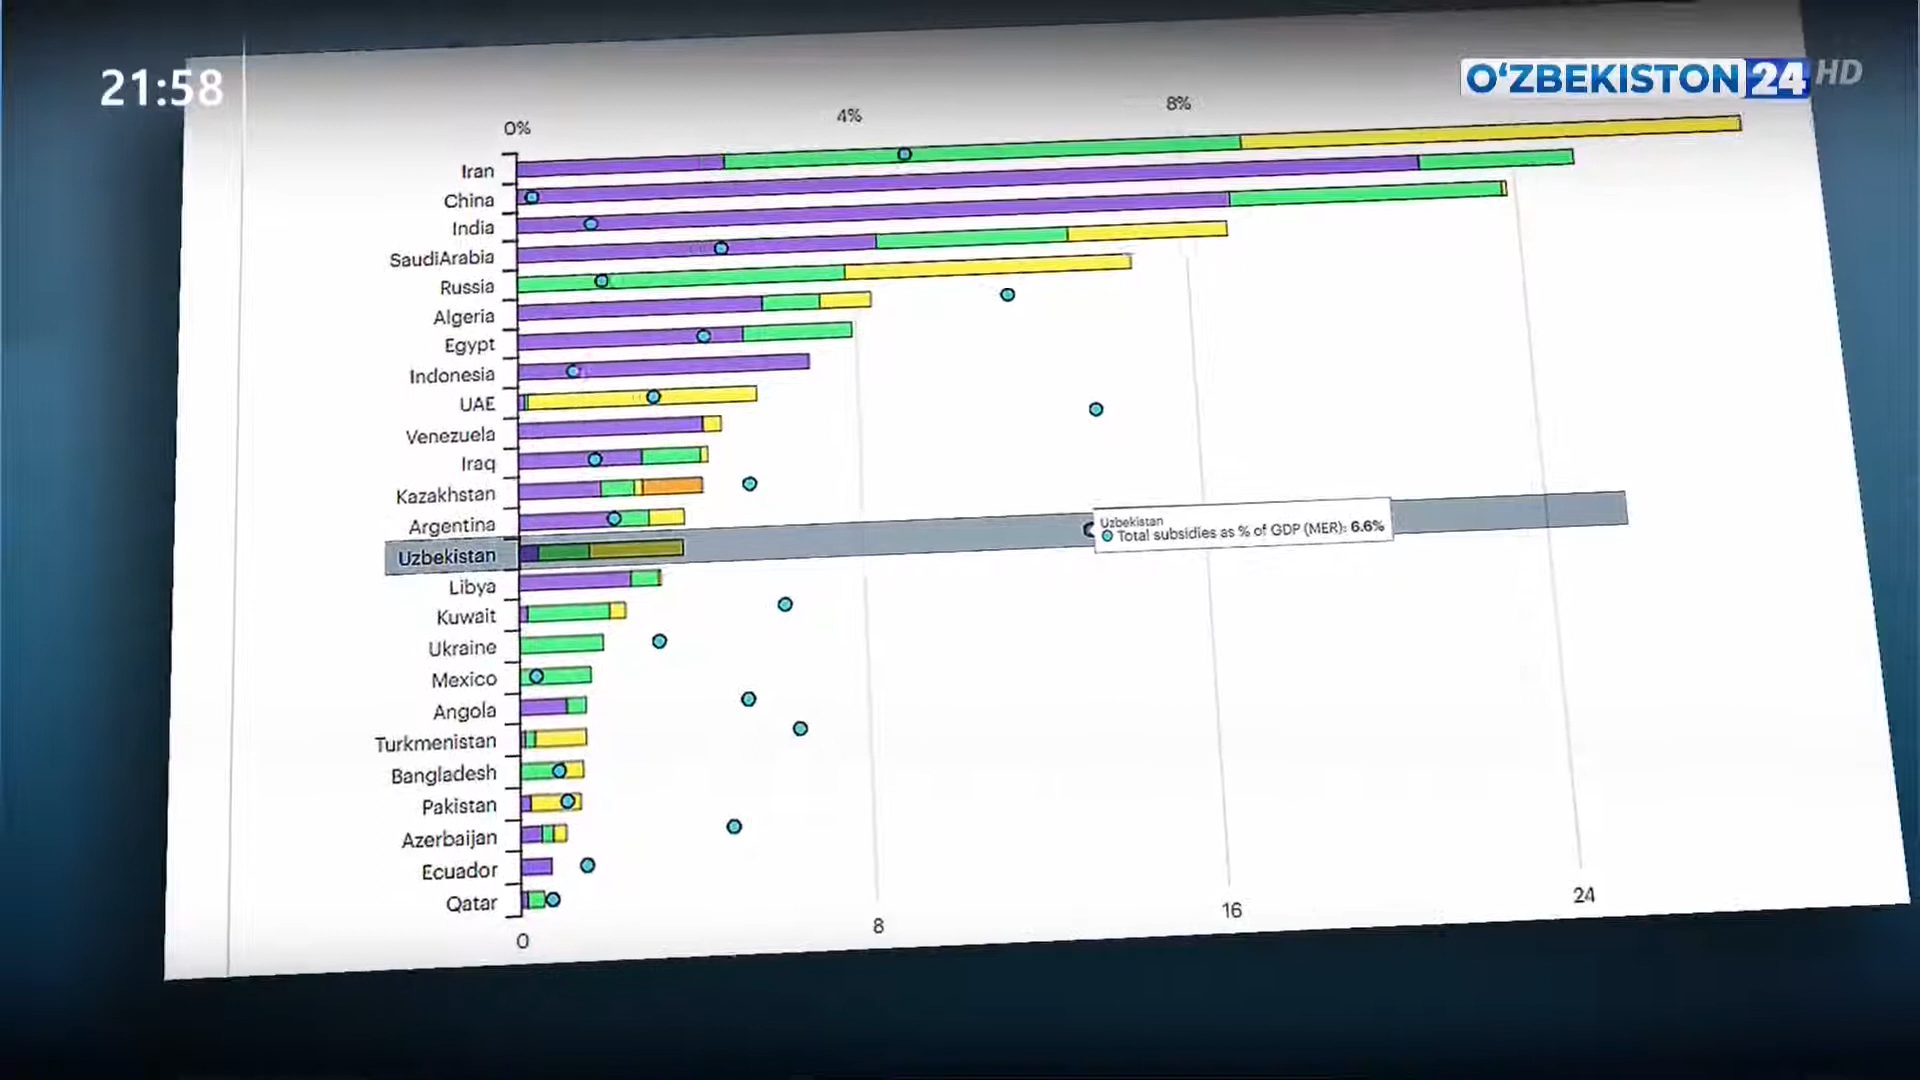 21:58
O‘ZBEKISTON 24 HD
0% 4% 8%
Iran
China
India
SaudiArabia
Russia
Algeria
Egypt
Indonesia
UAE
Venezuela
Iraq
Kazakhstan
Argentina
Uzbekistan
Uzbekistan
Total subsidies as % of GDP (MER): 6.6%
Libya
Kuwait
Ukraine
Mexico
Angola
Turkmenistan
Bangladesh
Pakistan
Azerbaijan
Ecuador
Qatar
0 8 16 24